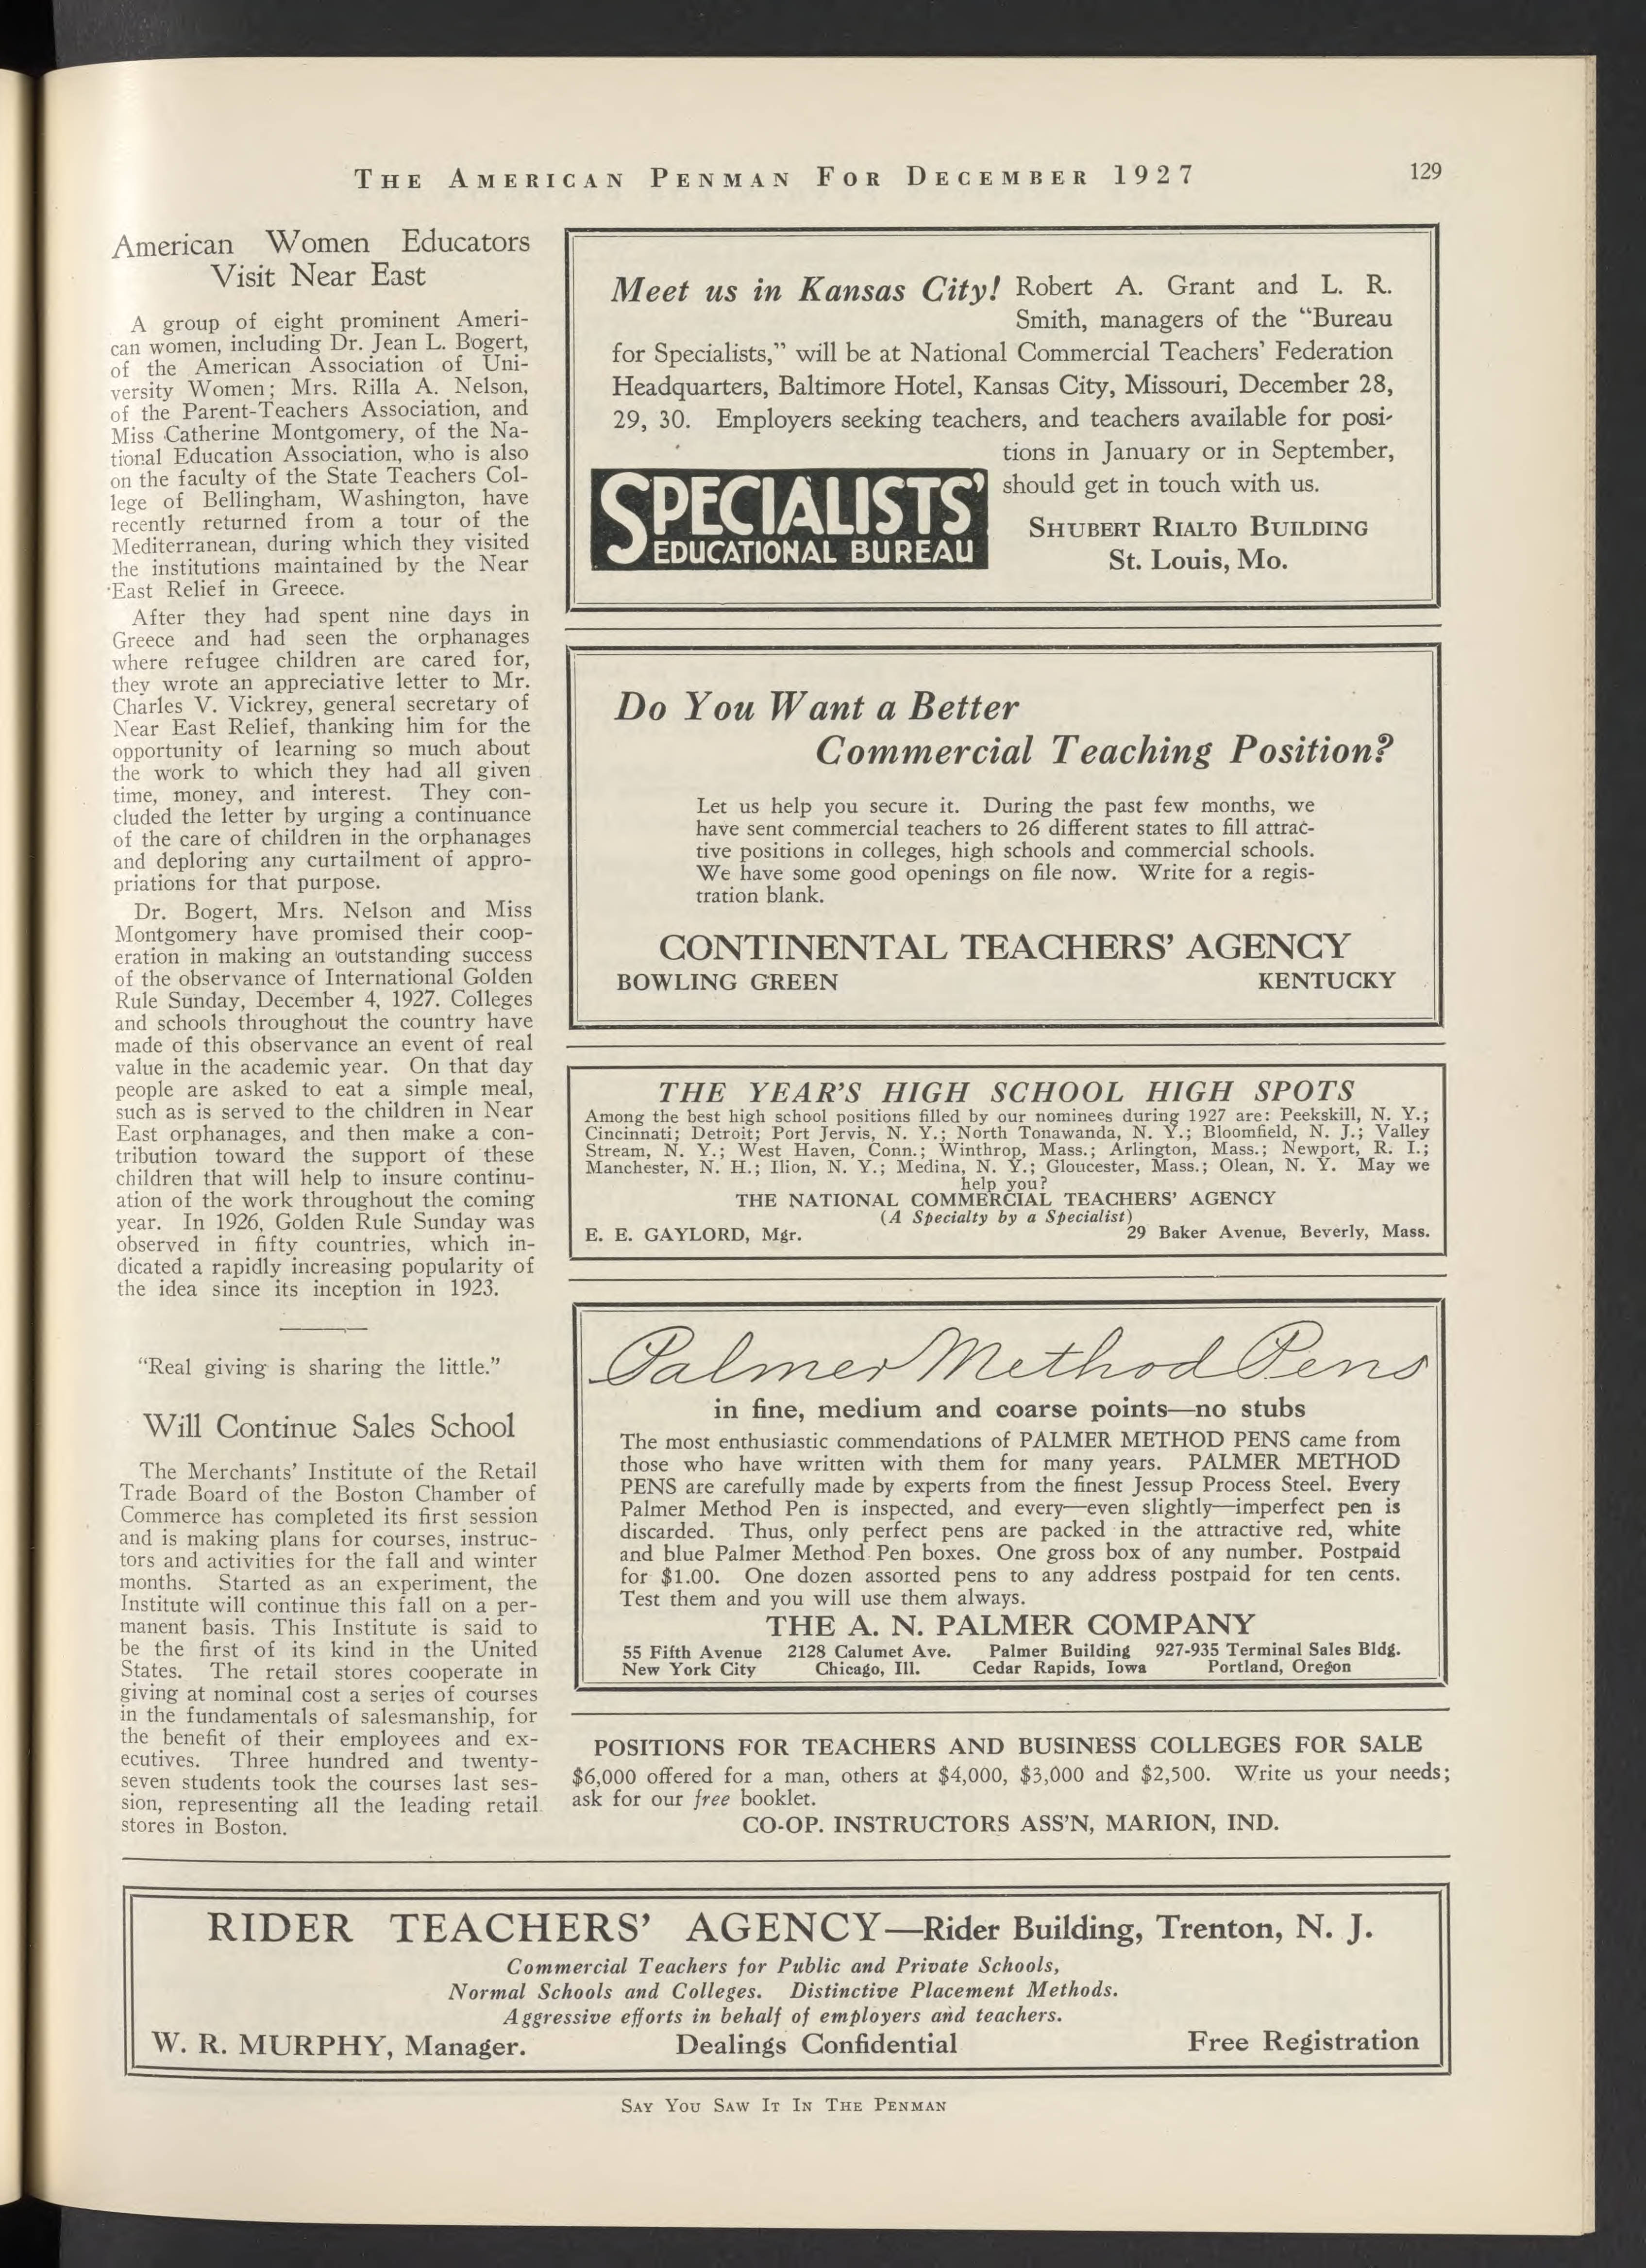 THE AMERICAN PENMAN FOR DECEMBER 1927
129
American Women Educators
Visit Near East
A group of eight prominent Ameri-
can women, including Dr. Jean L. Bogert,
of the American Association of Uni-
versity Women; Mrs. Rilla A. Nelson,
of the Parent-Teachers Association, and
Miss Catherine Montgomery, of the Na-
tional Education Association, who is also
on the faculty of the State Teachers Col-
lege of Bellingham, Washington, have
recently returned from a tour of the
Mediterranean, during which they visited
the institutions maintained by the Near
East Relief in Greece.
After they had spent nine days in
Greece and had seen the orphanages
where refugee children are cared for,
they wrote an appreciative letter to Mr.
Charles V. Vickrey, general secretary of
Near East Relief, thanking him for the
opportunity of learning so much about
the work to which they had all given
time, money, and interest. They con-
cluded the letter by urging a continuance
of the care of children in the orphanages
and deploring any curtailment of appro-
priations for that purpose.
Dr. Bogert, Mrs. Nelson and Miss
Montgomery have promised their coop-
eration in making an outstanding success
of the observance of International Golden
Rule Sunday, December 4, 1927. Colleges
and schools throughout the country have
made of this observance an event of real
value in the academic year. On that day
people are asked to eat a simple meal,
such as is served to the children in Near
East orphanages, and then make a con-
tribution toward the support of these
children that will help to insure continu-
ation of the work throughout the coming
year. In 1926, Golden Rule Sunday was
observed in fifty countries, which in-
dicated a rapidly increasing popularity of
the idea since its inception in 1923.
“Real giving is sharing the little.”
Will Continue Sales School
The Merchants’ Institute of the Retail
Trade Board of the Boston Chamber of
Commerce has completed its first session
and is making plans for courses, instruc-
tors and activities for the fall and winter
months. Started as an experiment, the
Institute will continue this fall on a per-
manent basis. This Institute is said to
be the first of its kind in the United
States. The retail stores cooperate in
giving at nominal cost a series of courses
in the fundamentals of salesmanship, for
the benefit of their employees and ex-
ecutives. Three hundred and twenty-
seven students took the courses last ses-
sion, representing all the leading retail
stores in Boston.
Meet us in Kansas City! Robert A. Grant and L. R.
Smith, managers of the “Bureau
for Specialists,” will be at National Commercial Teachers’ Federation
Headquarters, Baltimore Hotel, Kansas City, Missouri, December 28,
29, 30. Employers seeking teachers, and teachers available for posi-
tions in January or in September,
should get in touch with us.
SPECIALISTS’
EDUCATIONAL BUREAU
SHUBERT RIALTO BUILDING
St. Louis, Mo.
Do You Want a Better
Commercial Teaching Position?
Let us help you secure it. During the past few months, we
have sent commercial teachers to 26 different states to fill attrac-
tive positions in colleges, high schools and commercial schools.
We have some good openings on file now. Write for a regis-
tration blank.
CONTINENTAL TEACHERS’ AGENCY
BOWLING GREEN KENTUCKY
THE YEAR’S HIGH SCHOOL HIGH SPOTS
Among the best high school positions filled by our nominees during 1927 are: Peekskill, N. Y.;
Cincinnati; Detroit; Port Jervis, N. Y.; North Tonawanda, N. Y.; Bloomfield, N. J.; Valley
Stream, N. Y.; West Haven, Conn.; Winthrop, Mass.; Arlington, Mass.; Newport, R. I.;
Manchester, N. H.; Ilion, N. Y.; Medina, N. Y.; Gloucester, Mass.; Olean, N. Y. May we
help you?
THE NATIONAL COMMERCIAL TEACHERS’ AGENCY
(A Specialty by a Specialist)
E. E. GAYLORD, Mgr. 29 Baker Avenue, Beverly, Mass.
Palmer Method Pens
in fine, medium and coarse points—no stubs
The most enthusiastic commendations of PALMER METHOD PENS came from
those who have written with them for many years. PALMER METHOD
PENS are carefully made by experts from the finest Jessup Process Steel. Every
Palmer Method Pen is inspected, and every—even slightly—imperfect pen is
discarded. Thus, only perfect pens are packed in the attractive red, white
and blue Palmer Method Pen boxes. One gross box of any number. Postpaid
for $1.00. One dozen assorted pens to any address postpaid for ten cents.
Test them and you will use them always.
THE A. N. PALMER COMPANY
55 Fifth Avenue 2128 Calumet Ave. Palmer Building 927-935 Terminal Sales Bldg.
New York City Chicago, Ill. Cedar Rapids, Iowa Portland, Oregon
POSITIONS FOR TEACHERS AND BUSINESS COLLEGES FOR SALE
$6,000 offered for a man, others at $4,000, $3,000 and $2,500. Write us your needs;
ask for our free booklet.
CO-OP. INSTRUCTORS ASS’N, MARION, IND.
RIDER TEACHERS’ AGENCY—Rider Building, Trenton, N. J.
Commercial Teachers for Public and Private Schools,
Normal Schools and Colleges. Distinctive Placement Methods.
Aggressive efforts in behalf of employers and teachers.
W. R. MURPHY, Manager. Dealings Confidential Free Registration
SAY YOU SAW IT IN THE PENMAN